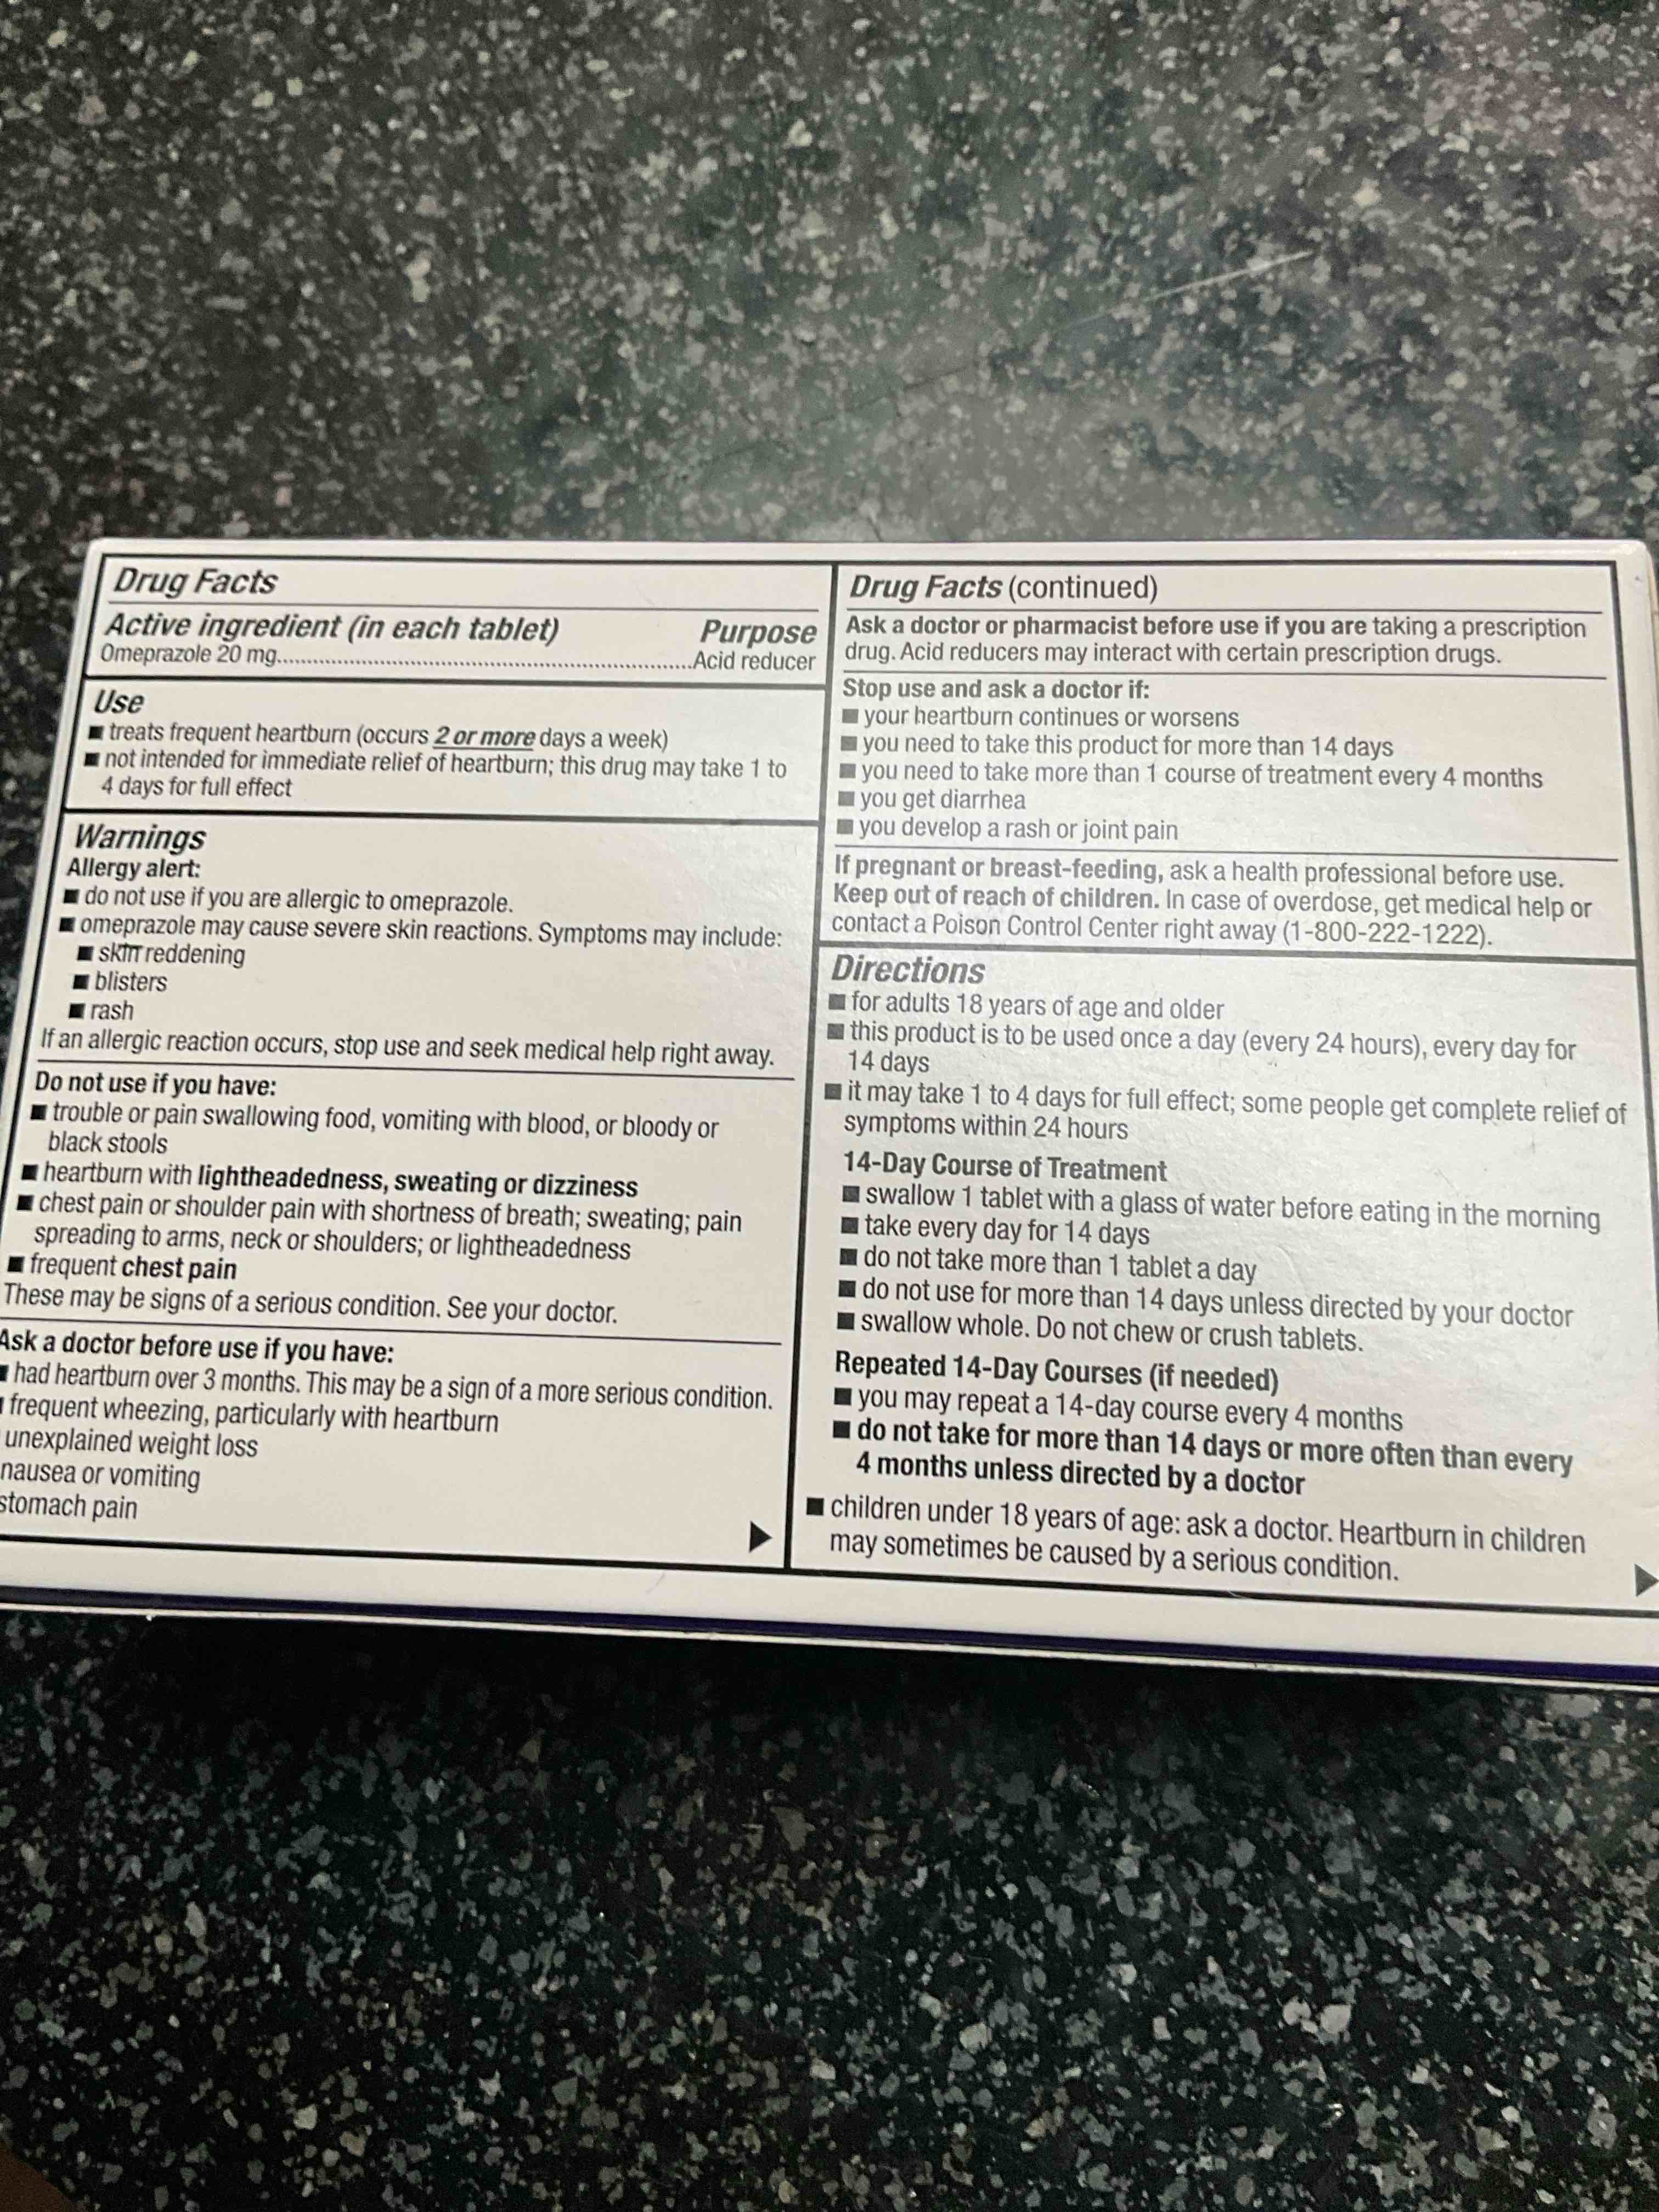 Drug Facts
Active ingredient (in each tablet) Purpose
Omeprazole 20 mg..........................................................................Acid reducer
Use
■ treats frequent heartburn (occurs 2 or more days a week)
■ not intended for immediate relief of heartburn; this drug may take 1 to
4 days for full effect
Warnings
Allergy alert:
■ do not use if you are allergic to omeprazole.
■ omeprazole may cause severe skin reactions. Symptoms may include:
■ skin reddening
■ blisters
■ rash
If an allergic reaction occurs, stop use and seek medical help right away.
Do not use if you have:
■ trouble or pain swallowing food, vomiting with blood, or bloody or
black stools
■ heartburn with lightheadedness, sweating or dizziness
■ chest pain or shoulder pain with shortness of breath; sweating; pain
spreading to arms, neck or shoulders; or lightheadedness
■ frequent chest pain
These may be signs of a serious condition. See your doctor.
Ask a doctor before use if you have:
■ had heartburn over 3 months. This may be a sign of a more serious condition.
■ frequent wheezing, particularly with heartburn
unexplained weight loss
nausea or vomiting
stomach pain
Drug Facts (continued)
Ask a doctor or pharmacist before use if you are taking a prescription
drug. Acid reducers may interact with certain prescription drugs.
Stop use and ask a doctor if:
■ your heartburn continues or worsens
■ you need to take this product for more than 14 days
■ you need to take more than 1 course of treatment every 4 months
■ you get diarrhea
■ you develop a rash or joint pain
If pregnant or breast-feeding, ask a health professional before use.
Keep out of reach of children. In case of overdose, get medical help or
contact a Poison Control Center right away (1-800-222-1222).
Directions
■ for adults 18 years of age and older
■ this product is to be used once a day (every 24 hours), every day for
14 days
■ it may take 1 to 4 days for full effect; some people get complete relief of
symptoms within 24 hours
14-Day Course of Treatment
■ swallow 1 tablet with a glass of water before eating in the morning
■ take every day for 14 days
■ do not take more than 1 tablet a day
■ do not use for more than 14 days unless directed by your doctor
■ swallow whole. Do not chew or crush tablets.
Repeated 14-Day Courses (if needed)
■ you may repeat a 14-day course every 4 months
■ do not take for more than 14 days or more often than every
4 months unless directed by a doctor
■ children under 18 years of age: ask a doctor. Heartburn in children
may sometimes be caused by a serious condition.